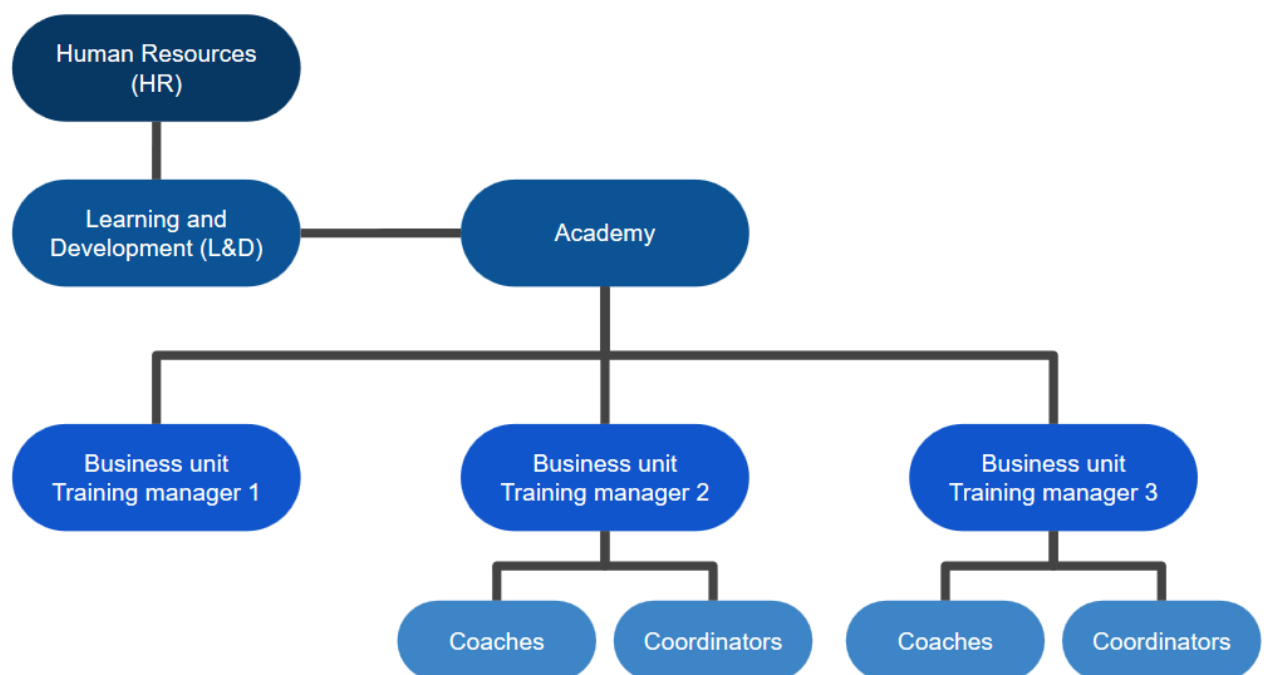 Human Resources
(HR)
Learning and
Development (L&D)
Academy
Business unit
Training manager 1
Business unit
Training manager 2
Business unit
Training manager 3
Coaches
Coordinators
Coaches
Coordinators